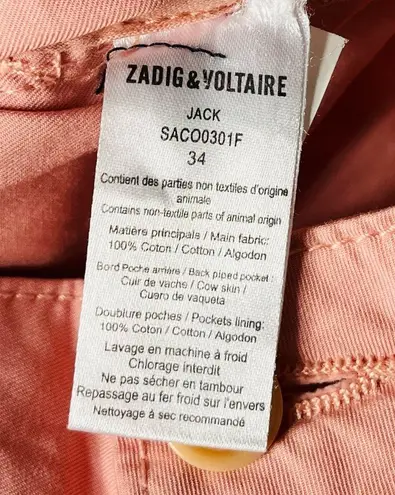 ZADIG&VOLTAIRE
JACK
SACO0301F
34
Contient des parties non textiles d'origine
animale
Contains non-textile parts of animal origin
Matière principale / Main fabric:
100% Coton / Cotton / Algodon
Bord Poche arrière / Back piped pocket :
Cuir de vache / Cow skin /
Cuero de vaqueta
Doublure poches / Pockets lining:
100% Coton / Cotton / Algodon
Lavage en machine à froid
Chlorage interdit
Ne pas sécher en tambour
Repassage au fer froid sur l'envers
Nettoyage à sec recommandé